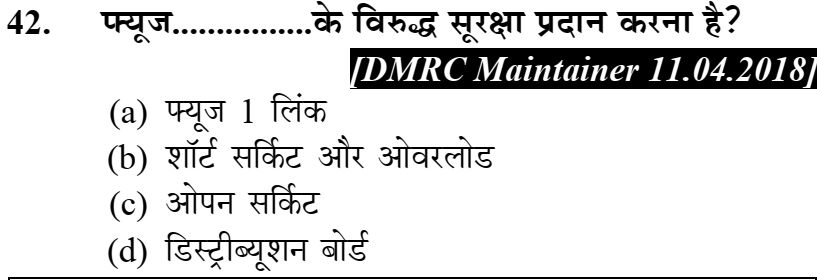 42. फ्यूज................के विरुद्ध सूरक्षा प्रदान करना है?
[DMRC Maintainer 11.04.2018]
(a) फ्यूज 1 लिंक
(b) शॉर्ट सर्किट और ओवरलोड
(c) ओपन सर्किट
(d) डिस्ट्रीब्यूशन बोर्ड